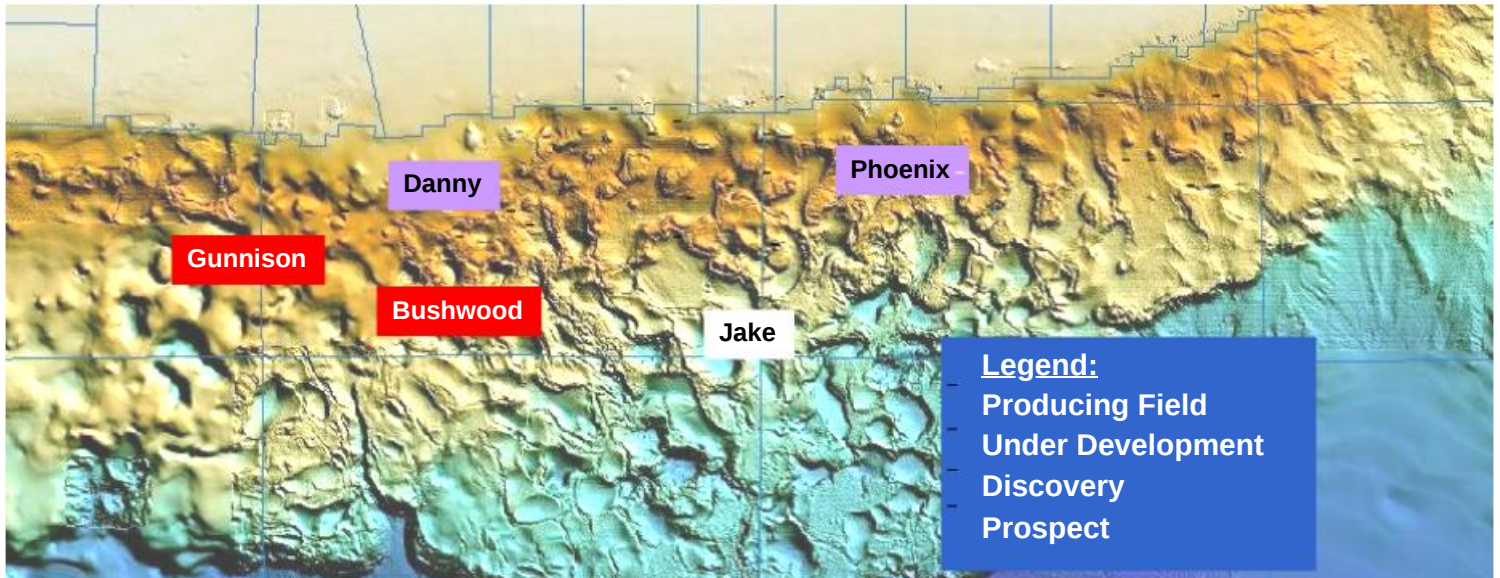 Danny
Phoenix
Gunnison
Bushwood
Jake
Legend:
Producing Field
Under Development
Discovery
Prospect